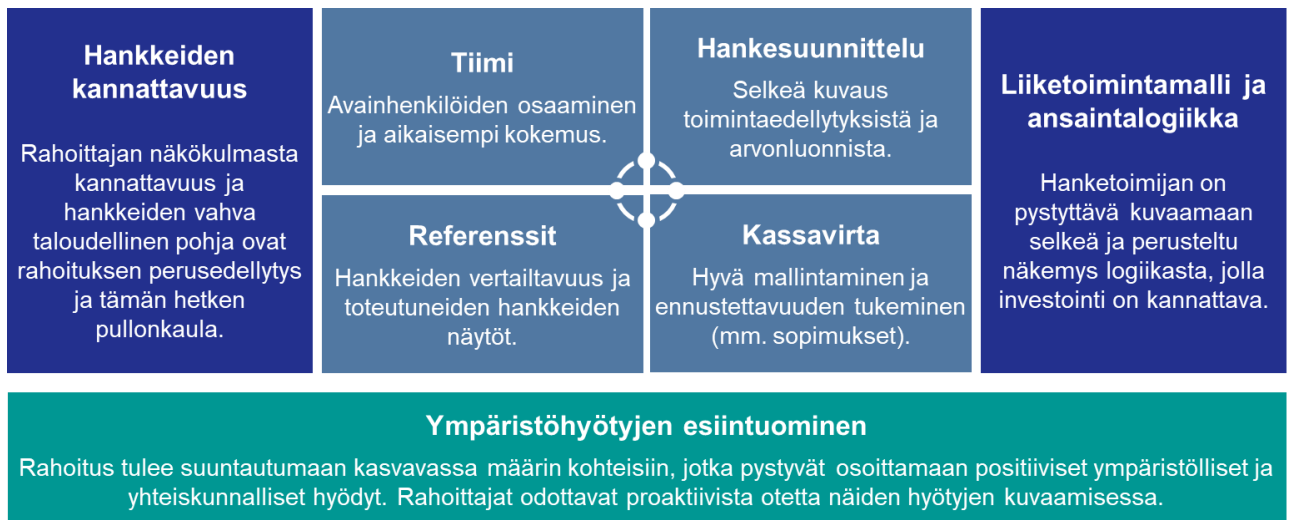 Hankkeiden
kannattavuus
Rahoittajan näkökulmasta
kannattavuus ja
hankkeiden vahva
taloudellinen pohja ovat
rahoituksen perusedellytys
ja tämän hetken
pullonkaula.
Tiimi
Avainhenkilöiden osaaminen
ja aikaisempi kokemus.
Hankesuunnittelu
Selkeä kuvaus
toimintaedellytyksistä ja
arvonluonnista.
Referenssit
Hankkeiden vertailtavuus ja
toteutuneiden hankkeiden
näytöt.
Kassavirta
Hyvä mallintaminen ja
ennustettavuuden tukeminen
(mm. sopimukset).
Liiketoimintamalli ja
ansaintalogiikka
Hanketoimijan on
pystyttävä kuvaamaan
selkeä ja perusteltu
näkemys logiikasta, jolla
investointi on kannattava.
Ympäristöhyötyjen esiintuominen
Rahoitus tulee suuntautumaan kasvavassa määrin kohteisiin, jotka pystyvät osoittamaan positiiviset ympäristölliset ja
yhteiskunnalliset hyödyt. Rahoittajat odottavat proaktiivista otetta näiden hyötyjen kuvaamisessa.